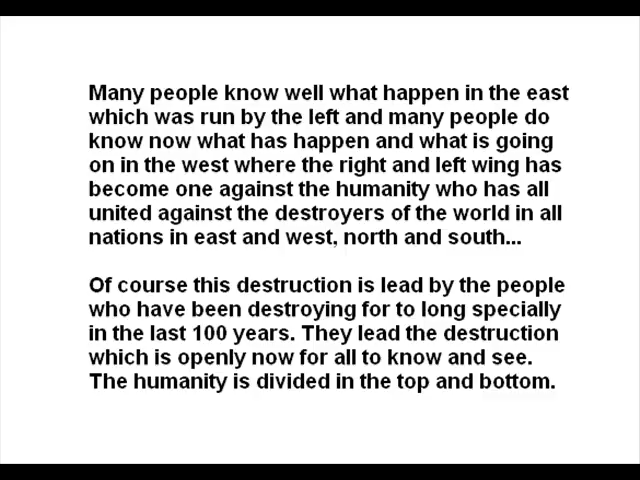 Many people know well what happen in the east
which was run by the left and many people do
know now what has happen and what is going
on in the west where the right and left wing has
become one against the humanity who has all
united against the destroyers of the world in all
nations in east and west, north and south...
Of course this destruction is lead by the people
who have been destroying for to long specially
in the last 100 years. They lead the destruction
which is openly now for all to know and see.
The humanity is divided in the top and bottom.